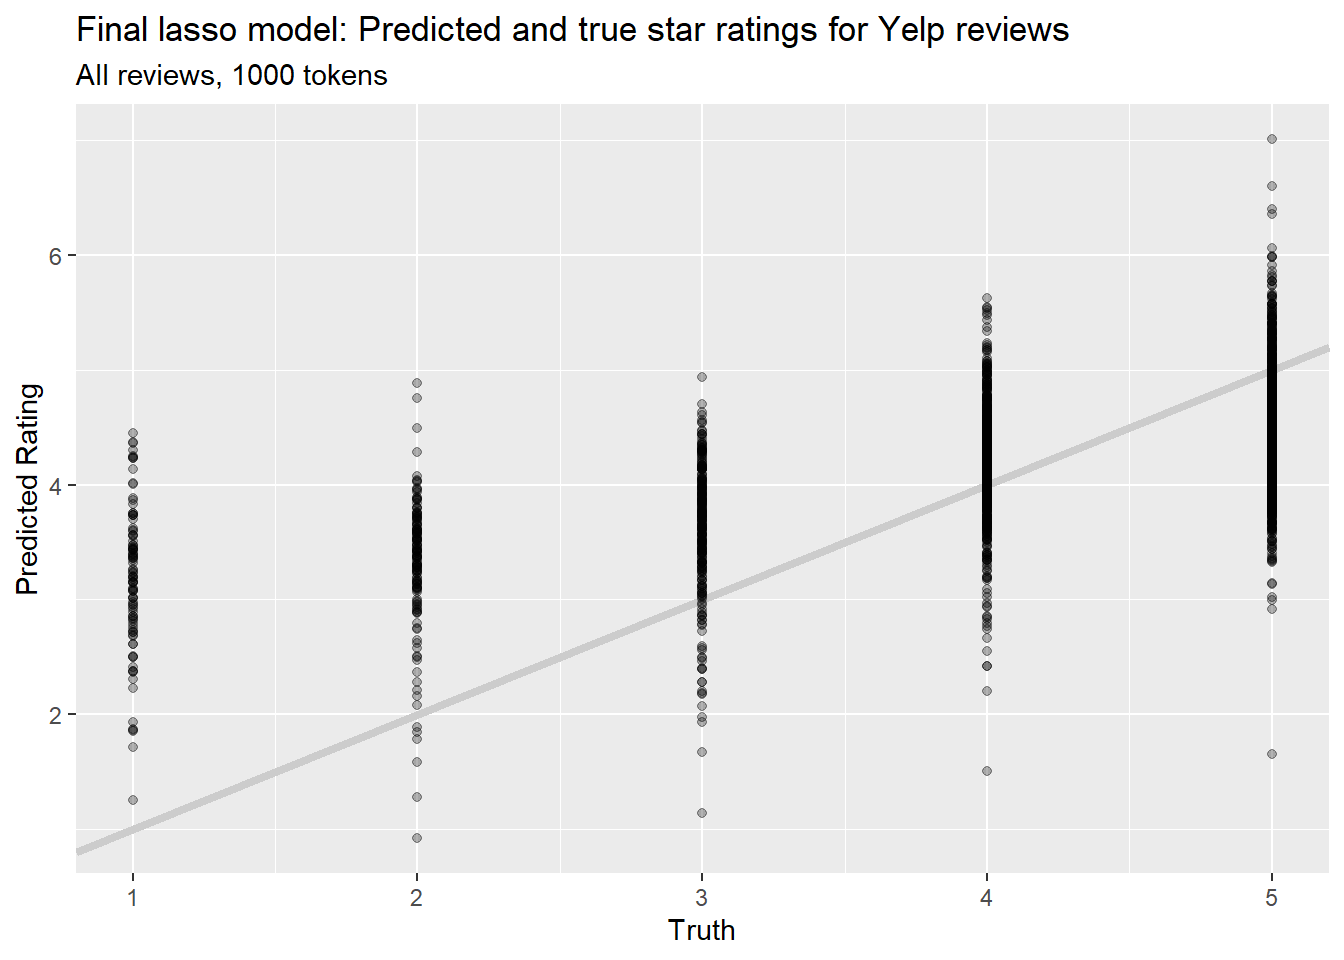 Final lasso model: Predicted and true star ratings for Yelp reviews
All reviews, 1000 tokens
Predicted Rating
6
4
2
1 2 3 4 5
Truth